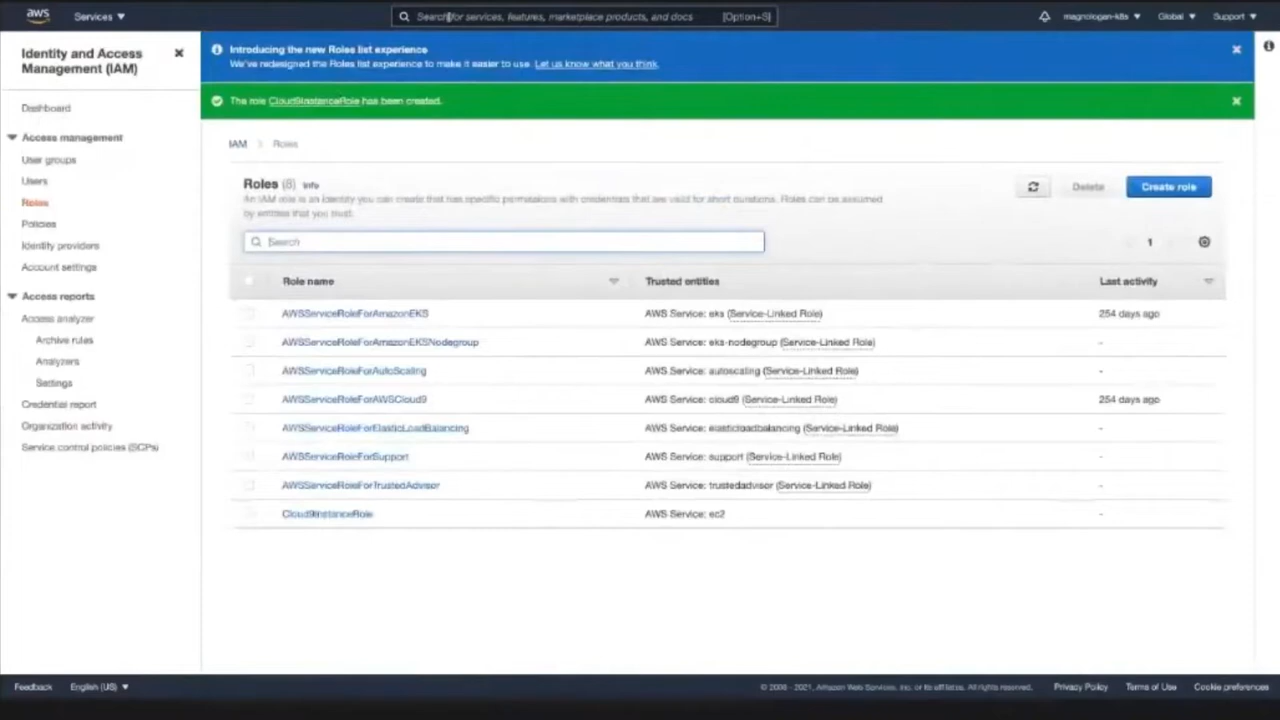 aws
Services ▼
Search for services, features, marketplace products, and docs
[Option+S]
magnologan-k8s ▼
Global ▼
Support ▼
Identity and Access
Management (IAM)
Dashboard
Access management
User groups
Users
Roles
Policies
Identity providers
Account settings
Access reports
Access analyzer
Archive rules
Analyzers
Settings
Credential report
Organization activity
Service control policies (SCPs)
Introducing the new Roles list experience
We've redesigned the Roles list experience to make it easier to use. Let us know what you think.
The role Cloud9InstanceRole has been created.
IAM > Roles
Roles (8) Info
An IAM role is an identity you can create that has specific permissions with credentials that are valid for short durations. Roles can be assumed
by entities that you trust.
Delete
Create role
Search
1
Role name
Trusted entities
Last activity
AWSServiceRoleForAmazonEKS
AWS Service: eks (Service-Linked Role)
254 days ago
AWSServiceRoleForAmazonEKSNodegroup
AWS Service: eks-nodegroup (Service-Linked Role)
-
AWSServiceRoleForAutoScaling
AWS Service: autoscaling (Service-Linked Role)
-
AWSServiceRoleForAWSCloud9
AWS Service: cloud9 (Service-Linked Role)
254 days ago
AWSServiceRoleForElasticLoadBalancing
AWS Service: elasticloadbalancing (Service-Linked Role)
-
AWSServiceRoleForSupport
AWS Service: support (Service-Linked Role)
-
AWSServiceRoleForTrustedAdvisor
AWS Service: trustedadvisor (Service-Linked Role)
-
Cloud9InstanceRole
AWS Service: ec2
-
Feedback
English (US) ▼
© 2008 - 2021, Amazon Web Services, Inc. or its affiliates. All rights reserved.
Privacy Policy
Terms of Use
Cookie preferences